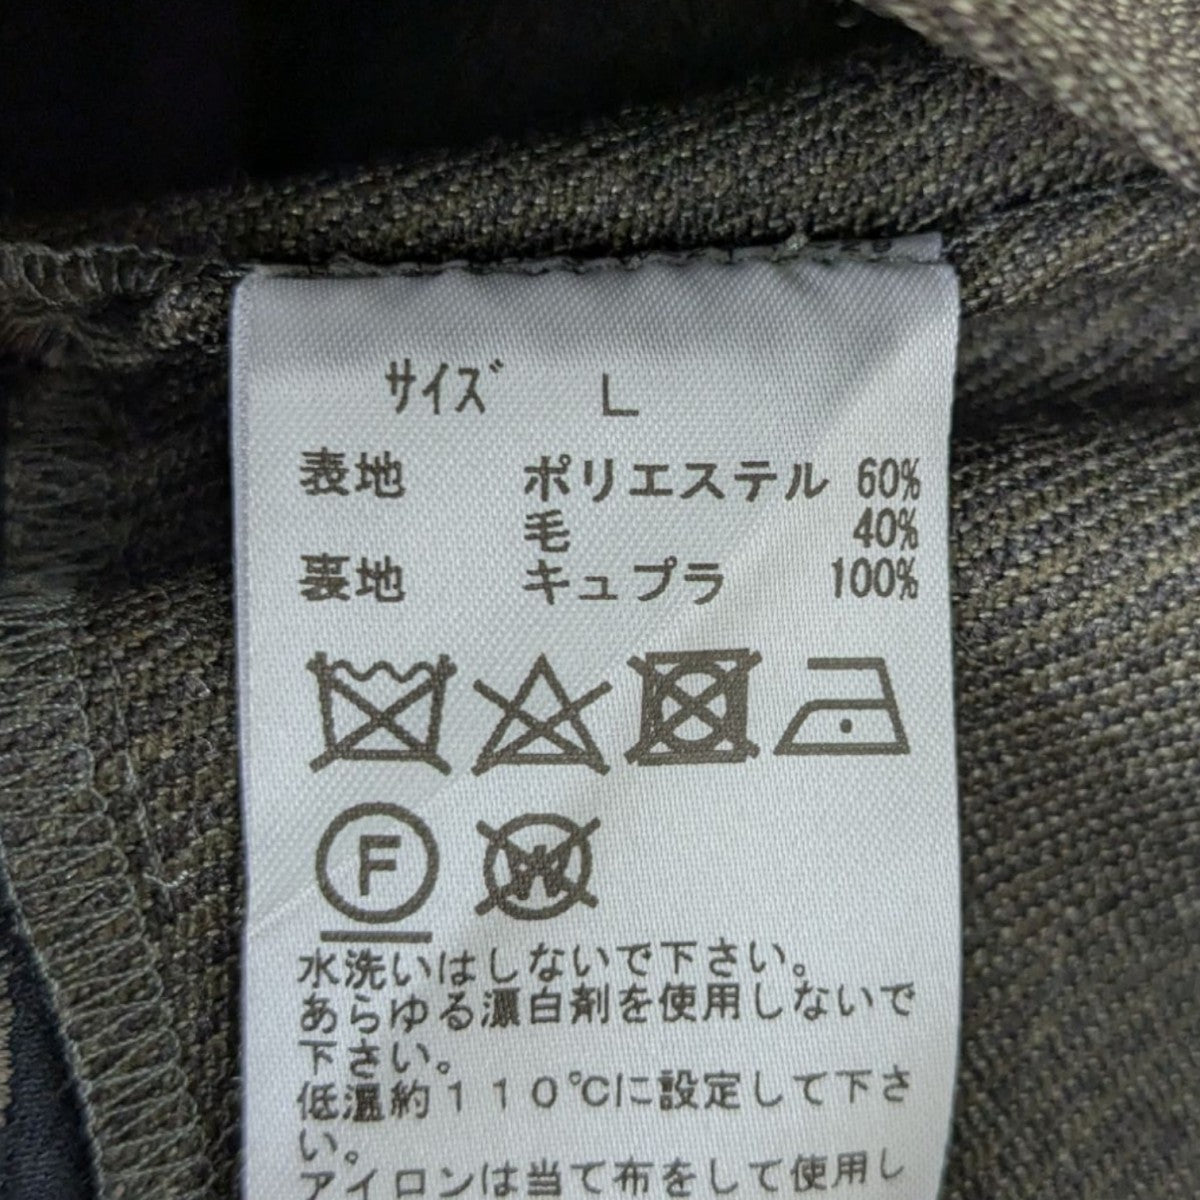 サイズ L
表地 ポリエステル 60%
毛 40%
裏地 キュプラ 100%
F W
水洗いはしないで下さい。
あらゆる漂白剤を使用しないで
下さい。
低温約110℃に設定して下さ
い。
アイロンは当て布をして使用し